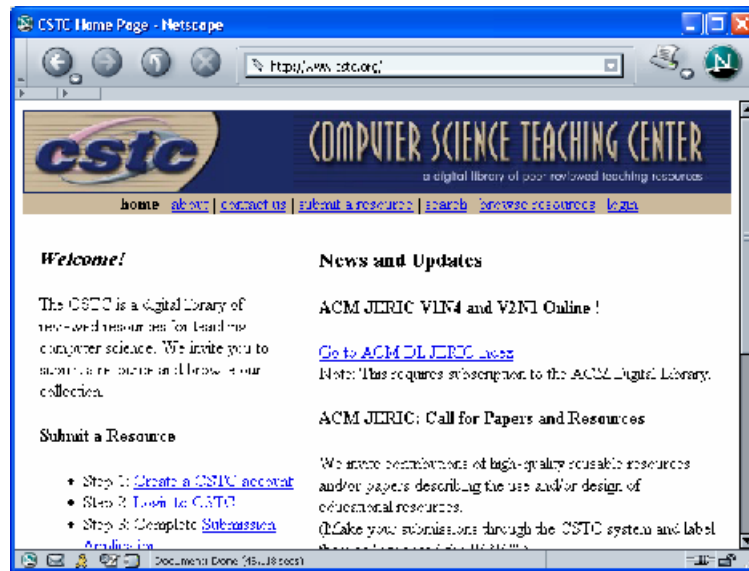 CSTC Home Page - Netscape
http://www.cstc.org/
N
cstc
COMPUTER SCIENCE TEACHING CENTER
a digital library of peer reviewed teaching resources
home about | contact us | submit a resource | search browse resources login
Welcome!
The CSTC is a digital library of
reviewed resources for teaching
computer science. We invite you to
submit a resource and browse our
collection.
Submit a Resource
Step 1: Create a CSTC account
Step 2: Login to CSTC
Step 3: Complete Submission
Application
News and Updates
ACM JERIC V1N4 and V2N1 Online !
Go to ACM DL JERIC index
Note: This requires subscription to the ACM Digital Library.
ACM JERIC: Call for Papers and Resources
We invite contributions of high-quality reusable resources
and/or papers describing the use and/or design of
educational resources.
(Make your submissions through the CSTC system and label
Document: Done